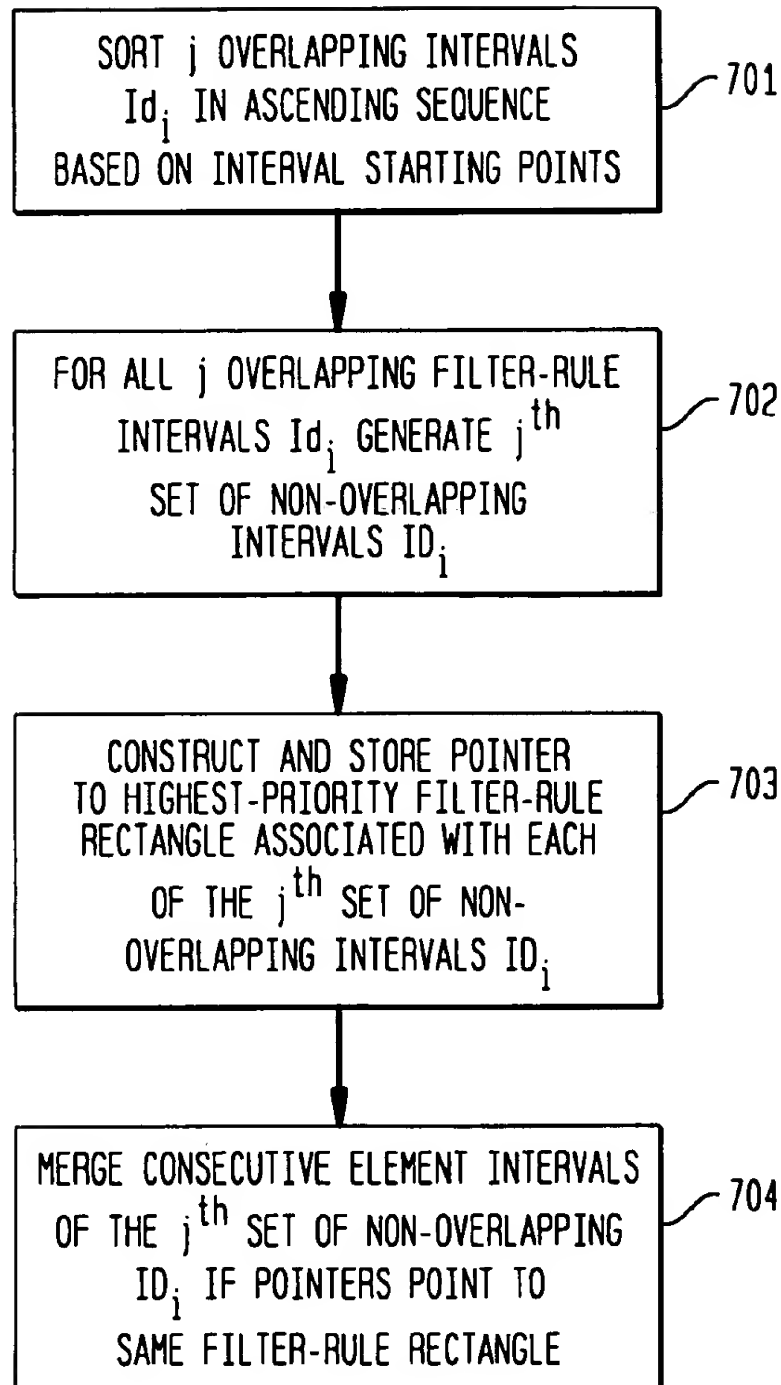 SORT j OVERLAPPING INTERVALS
Id_i IN ASCENDING SEQUENCE
BASED ON INTERVAL STARTING POINTS
701
FOR ALL j OVERLAPPING FILTER-RULE
INTERVALS Id_i GENERATE j^th
SET OF NON-OVERLAPPING
INTERVALS ID_i
702
CONSTRUCT AND STORE POINTER
TO HIGHEST-PRIORITY FILTER-RULE
RECTANGLE ASSOCIATED WITH EACH
OF THE j^th SET OF NON-
OVERLAPPING INTERVALS ID_i
703
MERGE CONSECUTIVE ELEMENT INTERVALS
OF THE j^th SET OF NON-OVERLAPPING
ID_i IF POINTERS POINT TO
SAME FILTER-RULE RECTANGLE
704